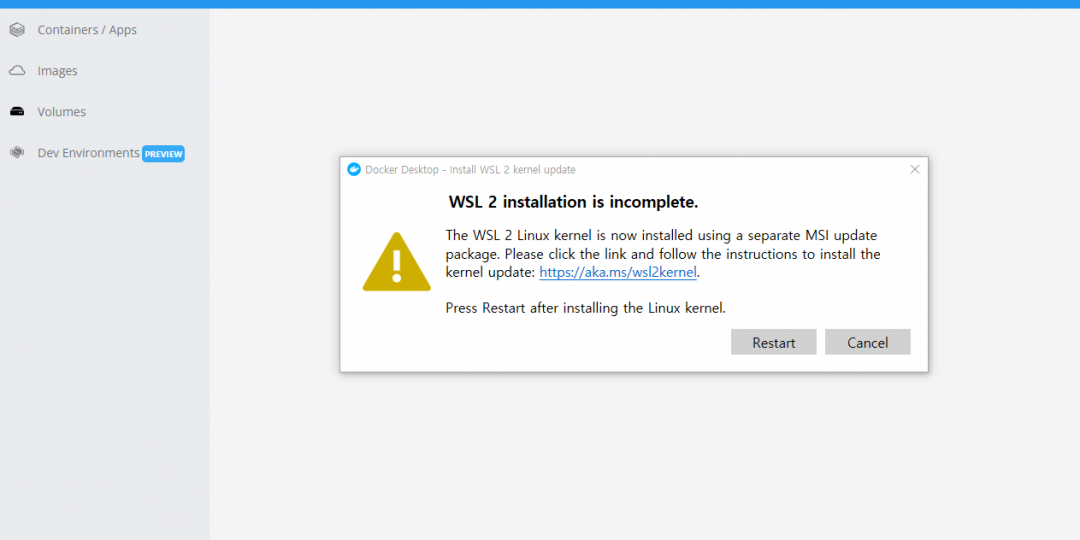 Containers / Apps
Images
Volumes
Dev Environments PREVIEW
Docker Desktop - Install WSL 2 kernel update
WSL 2 installation is incomplete.
The WSL 2 Linux kernel is now installed using a separate MSI update
package. Please click the link and follow the instructions to install the
kernel update: https://aka.ms/wsl2kernel.
Press Restart after installing the Linux kernel.
Restart Cancel